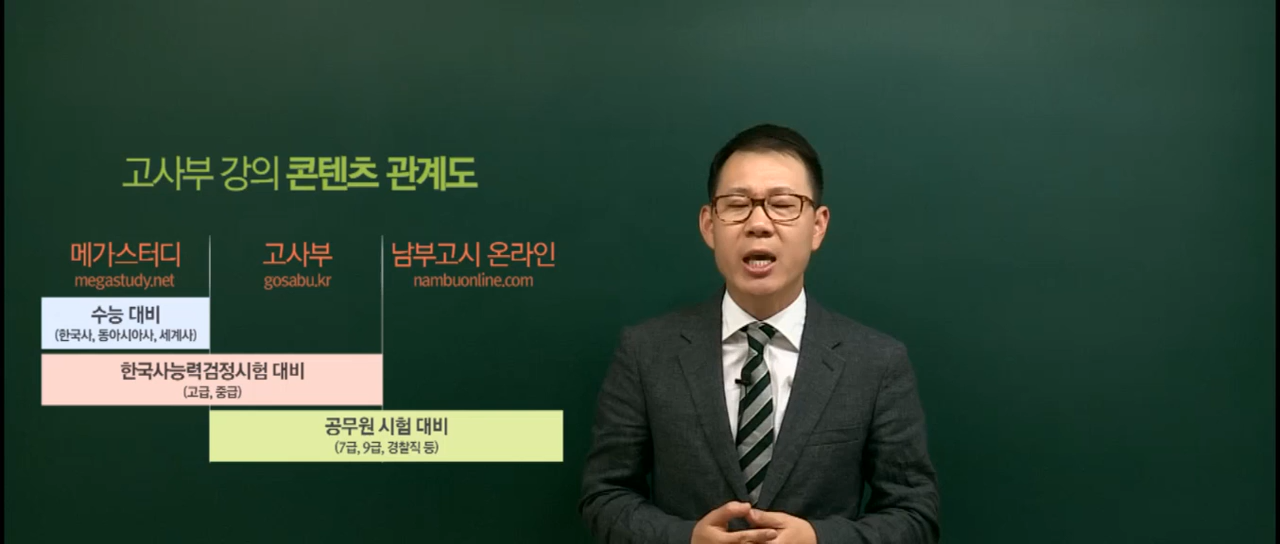 고사부 강의 콘텐츠 관계도
메가스터디 고사부 남부고시 온라인
megastudy.net gosabu.kr nambuonline.com
수능 대비
(한국사, 동아시아사, 세계사)
한국사능력검정시험 대비
(고급, 중급)
공무원 시험 대비
(7급, 9급, 경찰직 등)